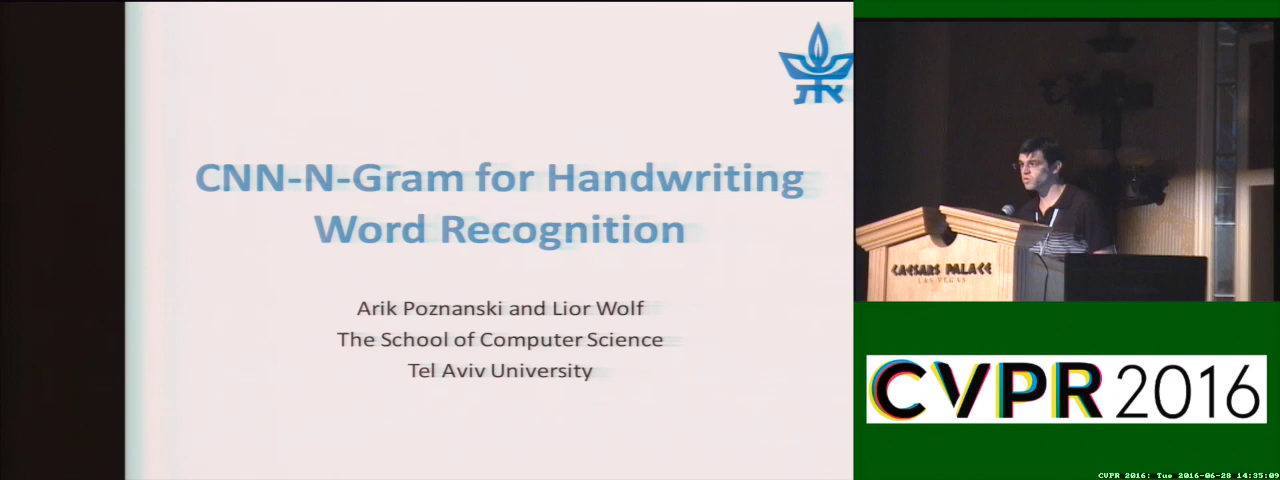 את
CNN-N-Gram for Handwriting
Word Recognition
Arik Poznanski and Lior Wolf
The School of Computer Science
Tel Aviv University
CAESARS PALACE
LAS VEGAS
CVPR 2016
CVPR 2016: Tue 2016-06-28 14:35:09